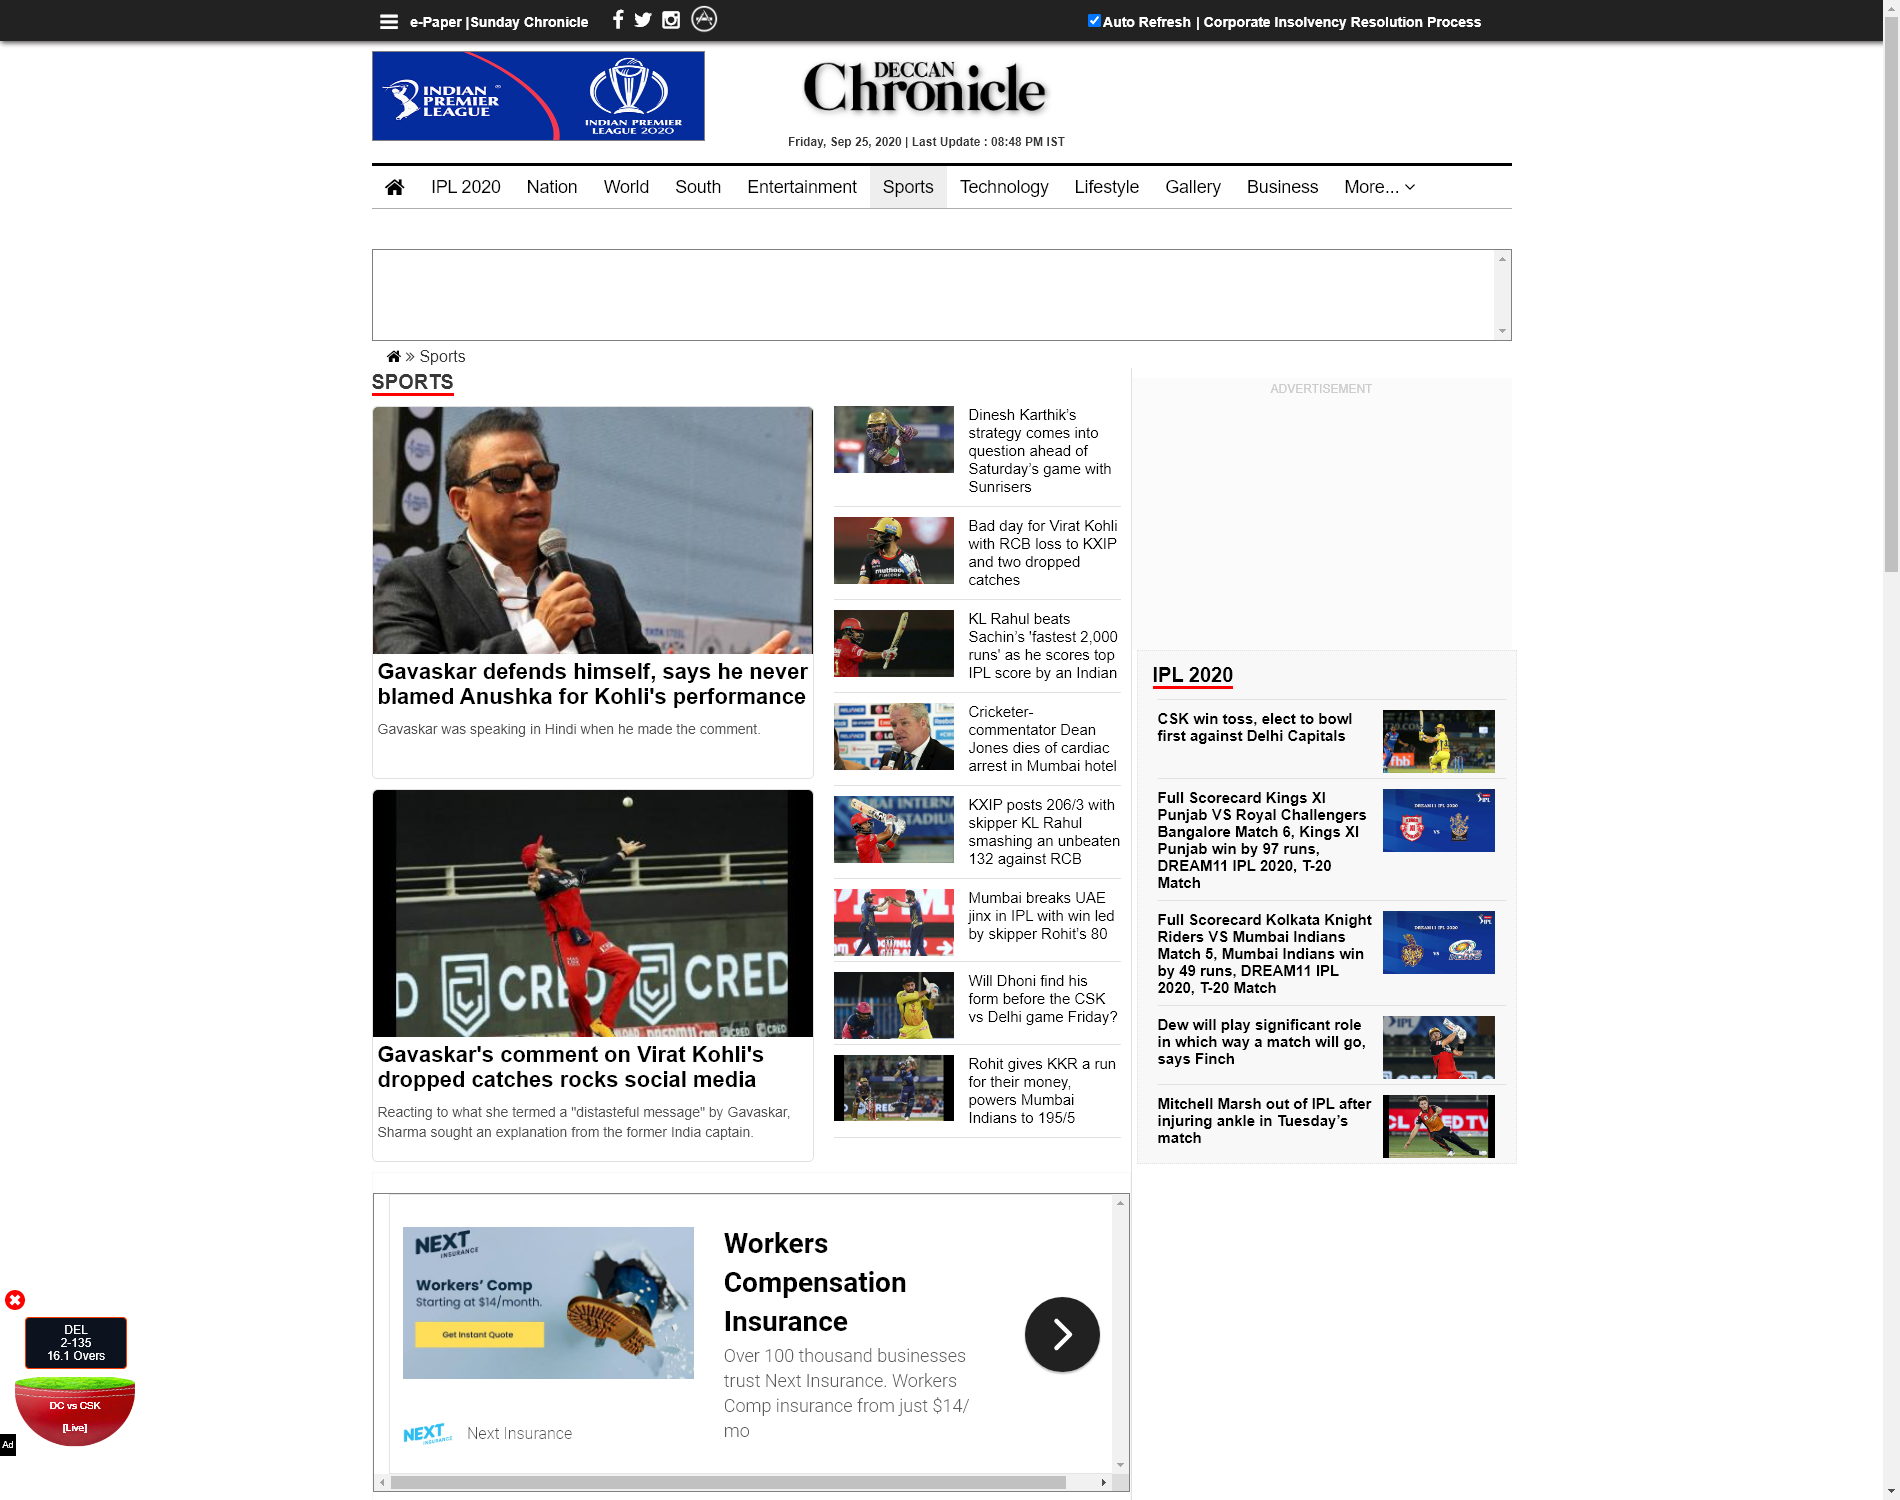 e-Paper |Sunday Chronicle
Auto Refresh | Corporate Insolvency Resolution Process
INDIAN
PREMIER
LEAGUE
INDIAN PREMIER
LEAGUE 2020
DECCAN
Chronicle
Friday, Sep 25, 2020 | Last Update : 08:48 PM IST
IPL 2020 Nation World South Entertainment Sports Technology Lifestyle Gallery Business More...
» Sports
SPORTS
Gavaskar defends himself, says he never
blamed Anushka for Kohli's performance
Gavaskar was speaking in Hindi when he made the comment.
CRED
CRED
Gavaskar's comment on Virat Kohli's
dropped catches rocks social media
Reacting to what she termed a "distasteful message" by Gavaskar,
Sharma sought an explanation from the former India captain.
Dinesh Karthik’s
strategy comes into
question ahead of
Saturday’s game with
Sunrisers
Bad day for Virat Kohli
with RCB loss to KXIP
and two dropped
catches
KL Rahul beats
Sachin’s 'fastest 2,000
runs' as he scores top
IPL score by an Indian
Cricketer-
commentator Dean
Jones dies of cardiac
arrest in Mumbai hotel
KXIP posts 206/3 with
skipper KL Rahul
smashing an unbeaten
132 against RCB
Mumbai breaks UAE
jinx in IPL with win led
by skipper Rohit’s 80
Will Dhoni find his
form before the CSK
vs Delhi game Friday?
Rohit gives KKR a run
for their money,
powers Mumbai
Indians to 195/5
ADVERTISEMENT
IPL 2020
CSK win toss, elect to bowl
first against Delhi Capitals
Full Scorecard Kings XI
Punjab VS Royal Challengers
Bangalore Match 6, Kings XI
Punjab win by 97 runs,
DREAM11 IPL 2020, T-20
Match
DREAM11 IPL 2020
VS
Full Scorecard Kolkata Knight
Riders VS Mumbai Indians
Match 5, Mumbai Indians win
by 49 runs, DREAM11 IPL
2020, T-20 Match
DREAM11 IPL 2020
VS
Dew will play significant role
in which way a match will go,
says Finch
Mitchell Marsh out of IPL after
injuring ankle in Tuesday’s
match
NEXT
INSURANCE
Workers’ Comp
Starting at $14/month.
Get Instant Quote
Workers
Compensation
Insurance
Over 100 thousand businesses
trust Next Insurance. Workers
Comp insurance from just $14/
mo
NEXT
INSURANCE
Next Insurance
DEL
2-135
16.1 Overs
DC vs CSK
[Live]
Ad